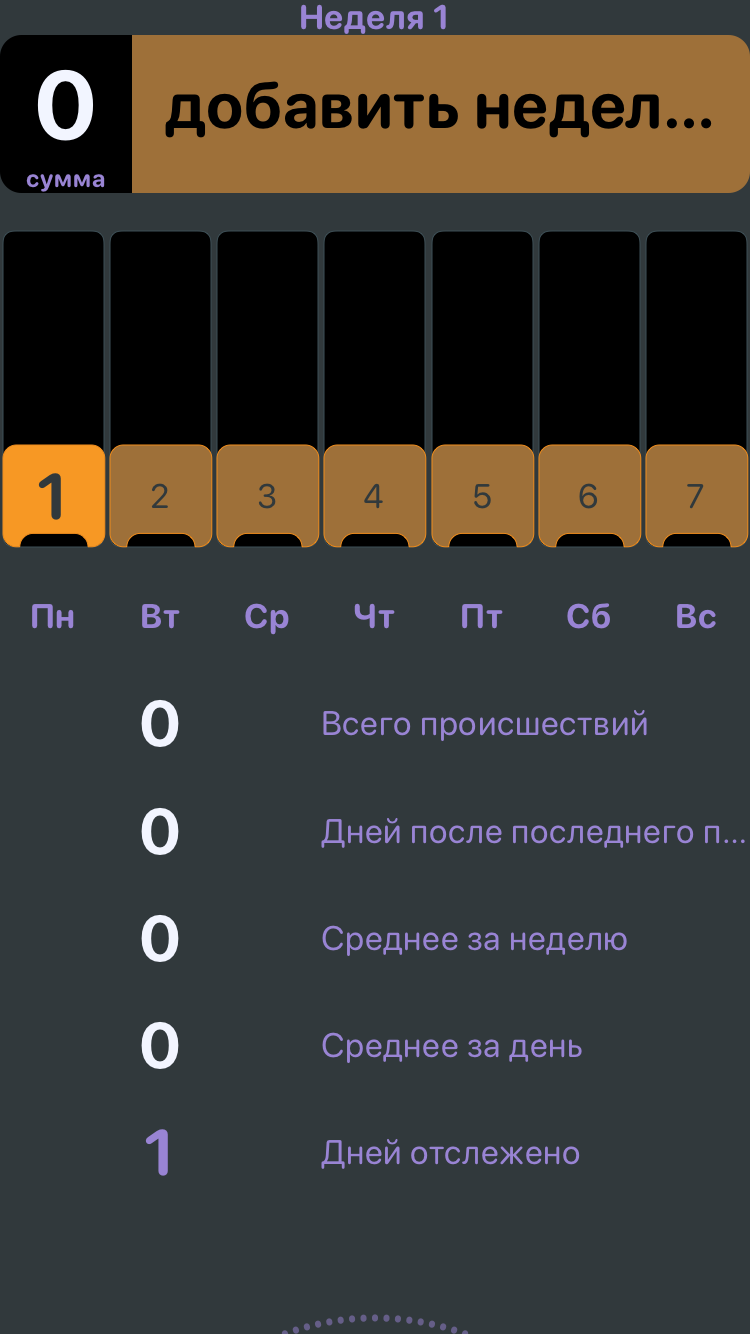 Неделя 1
0
добавить недел...
сумма
1 2 3 4 5 6 7
Пн Вт Ср Чт Пт Сб Вс
0 Всего происшествий
0 Дней после последнего п...
0 Среднее за неделю
0 Среднее за день
1 Дней отслежено